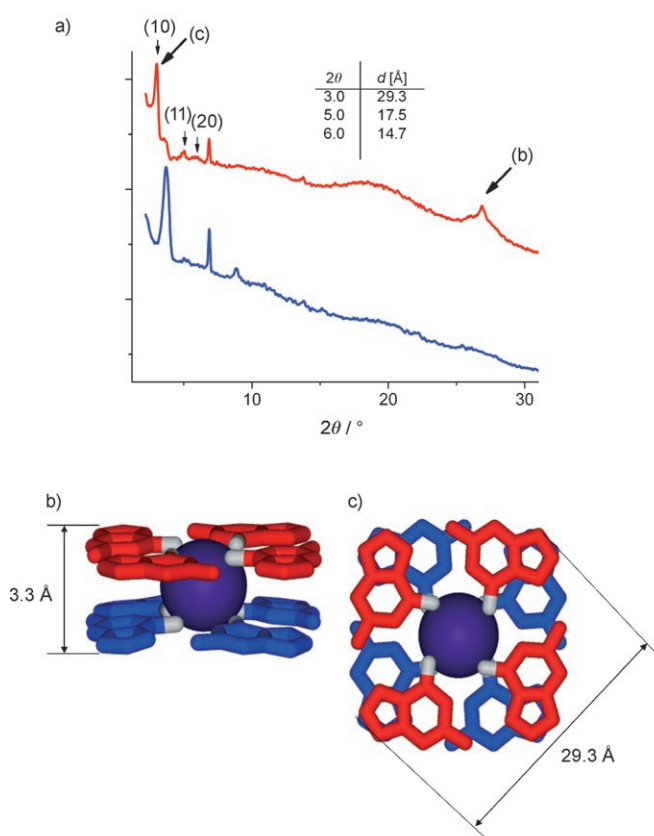 a)
(10)
(c)
(11)
(20)
2θ d [Å]
3.0 29.3
5.0 17.5
6.0 14.7
(b)
10 20 30
2θ / °
b)
3.3 Å
c)
29.3 Å